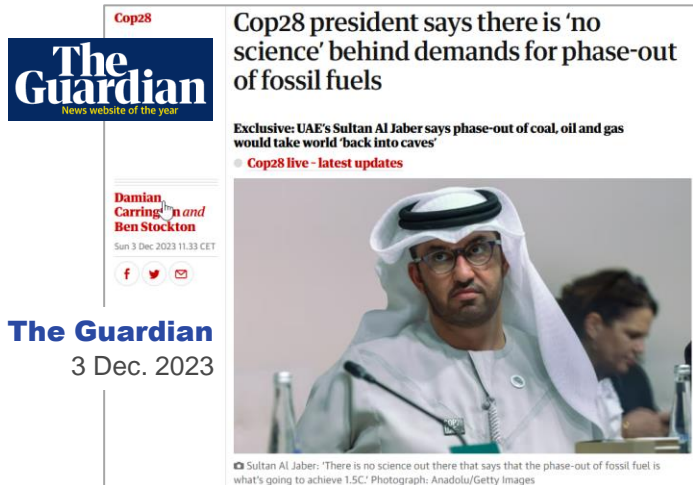 Cop28
The
Guardian
News website of the year
Cop28 president says there is ‘no
science’ behind demands for phase-out
of fossil fuels
Exclusive: UAE’s Sultan Al Jaber says phase-out of coal, oil and gas
would take world ‘back into caves’
Cop28 live – latest updates
Damian
Carrington and
Ben Stockton
Sun 3 Dec 2023 11.33 CET
The Guardian
3 Dec. 2023
Sultan Al Jaber: ‘There is no science out there that says that the phase-out of fossil fuel is
what’s going to achieve 1.5C.’ Photograph: Anadolu/Getty Images